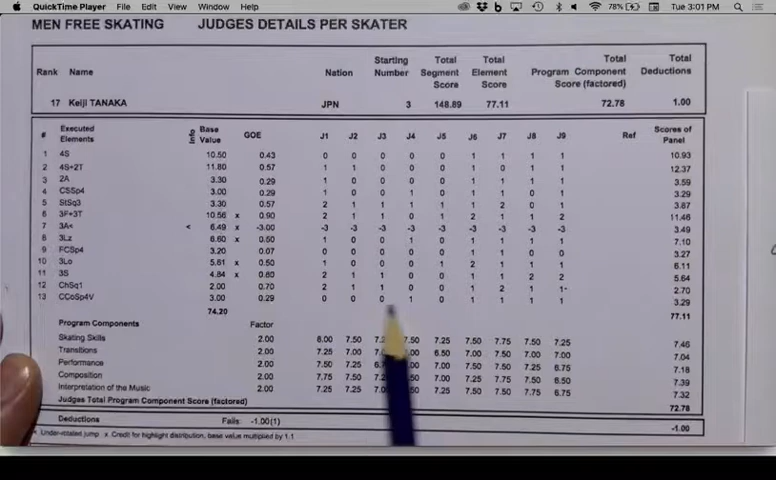 QuickTime Player File Edit View Window Help 78% Tue 3:01 PM
MEN FREE SKATING JUDGES DETAILS PER SKATER
Rank Name Nation Starting Number Total Segment Score Total Element Score Total Program Component Score (factored) Total Deductions
17 Keiji TANAKA JPN 3 148.89 77.11 72.78 1.00
# Executed Elements Info Base Value GOE J1 J2 J3 J4 J5 J6 J7 J8 J9 Ref Scores of Panel
1 4S 10.50 0.43 0 0 0 0 0 1 1 1 1 10.93
2 4S+2T 11.80 0.57 1 1 0 0 0 1 1 1 1 12.37
3 2A 3.30 0.29 1 0 0 0 0 1 1 1 1 3.59
4 CSSp4 3.00 0.29 1 0 0 1 0 1 1 0 1 3.29
5 StSq3 3.30 0.57 2 1 1 1 1 1 2 0 1 3.87
6 3F+3T 10.56 x 0.90 2 1 1 0 1 2 1 1 2 11.46
7 3A< < 6.49 x -3.00 -3 -3 -3 -3 -3 -3 -3 -3 -3 3.49
8 3Lz 6.60 x 0.50 1 0 0 1 0 1 1 1 1 7.10
9 FCSp4 3.20 0.07 0 0 0 0 0 1 0 0 1 3.27
10 3Lo 5.61 x 0.50 1 0 0 0 1 2 1 1 1 6.11
11 3S 4.84 x 0.80 2 1 1 0 1 1 1 2 2 5.64
12 ChSq1 2.00 0.70 2 1 1 0 1 1 2 1 1 2.70
13 CCoSp4V 3.00 0.29 0 0 0 1 0 1 1 1 1 3.29
74.20 77.11
Program Components Factor
Skating Skills 2.00 8.00 7.50 7.25 7.50 7.75 7.50 7.25 7.46
Transitions 2.00 7.25 7.00 6.50 7.50 7.00 7.00 7.04
Performance 2.00 7.50 7.25 7.00 7.50 7.25 6.75 7.18
Composition 2.00 7.75 7.50 7.00 7.25 7.75 7.50 6.50 7.39
Interpretation of the Music 2.00 7.25 7.25 7.25 7.50 7.50 7.50 6.75 7.32
Judges Total Program Component Score (factored) 72.78
Deductions Falls -1.00(1) -1.00
jump x Credit for highlight distribution, base value multiplied by 1.1